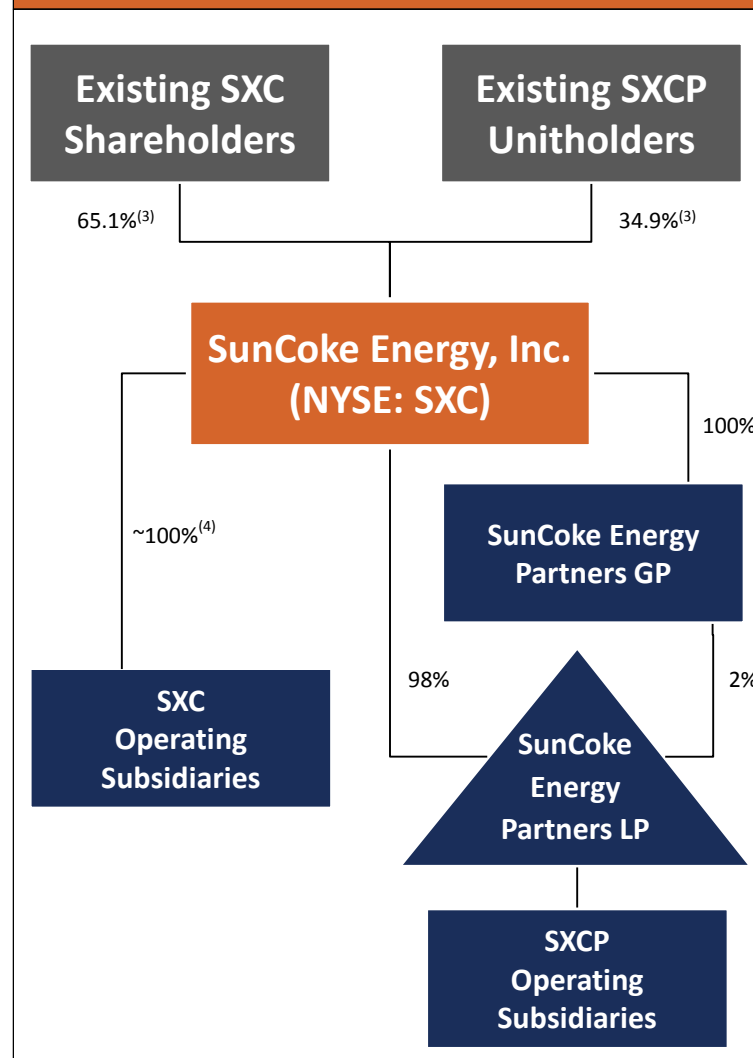 Existing SXC
Shareholders
Existing SXCP
Unitholders
65.1%(3)
34.9%(3)
SunCoke Energy, Inc.
(NYSE: SXC)
100%
~100%(4)
SunCoke Energy
Partners GP
98%
2%
SXC
Operating
Subsidiaries
SunCoke
Energy
Partners LP
SXCP
Operating
Subsidiaries